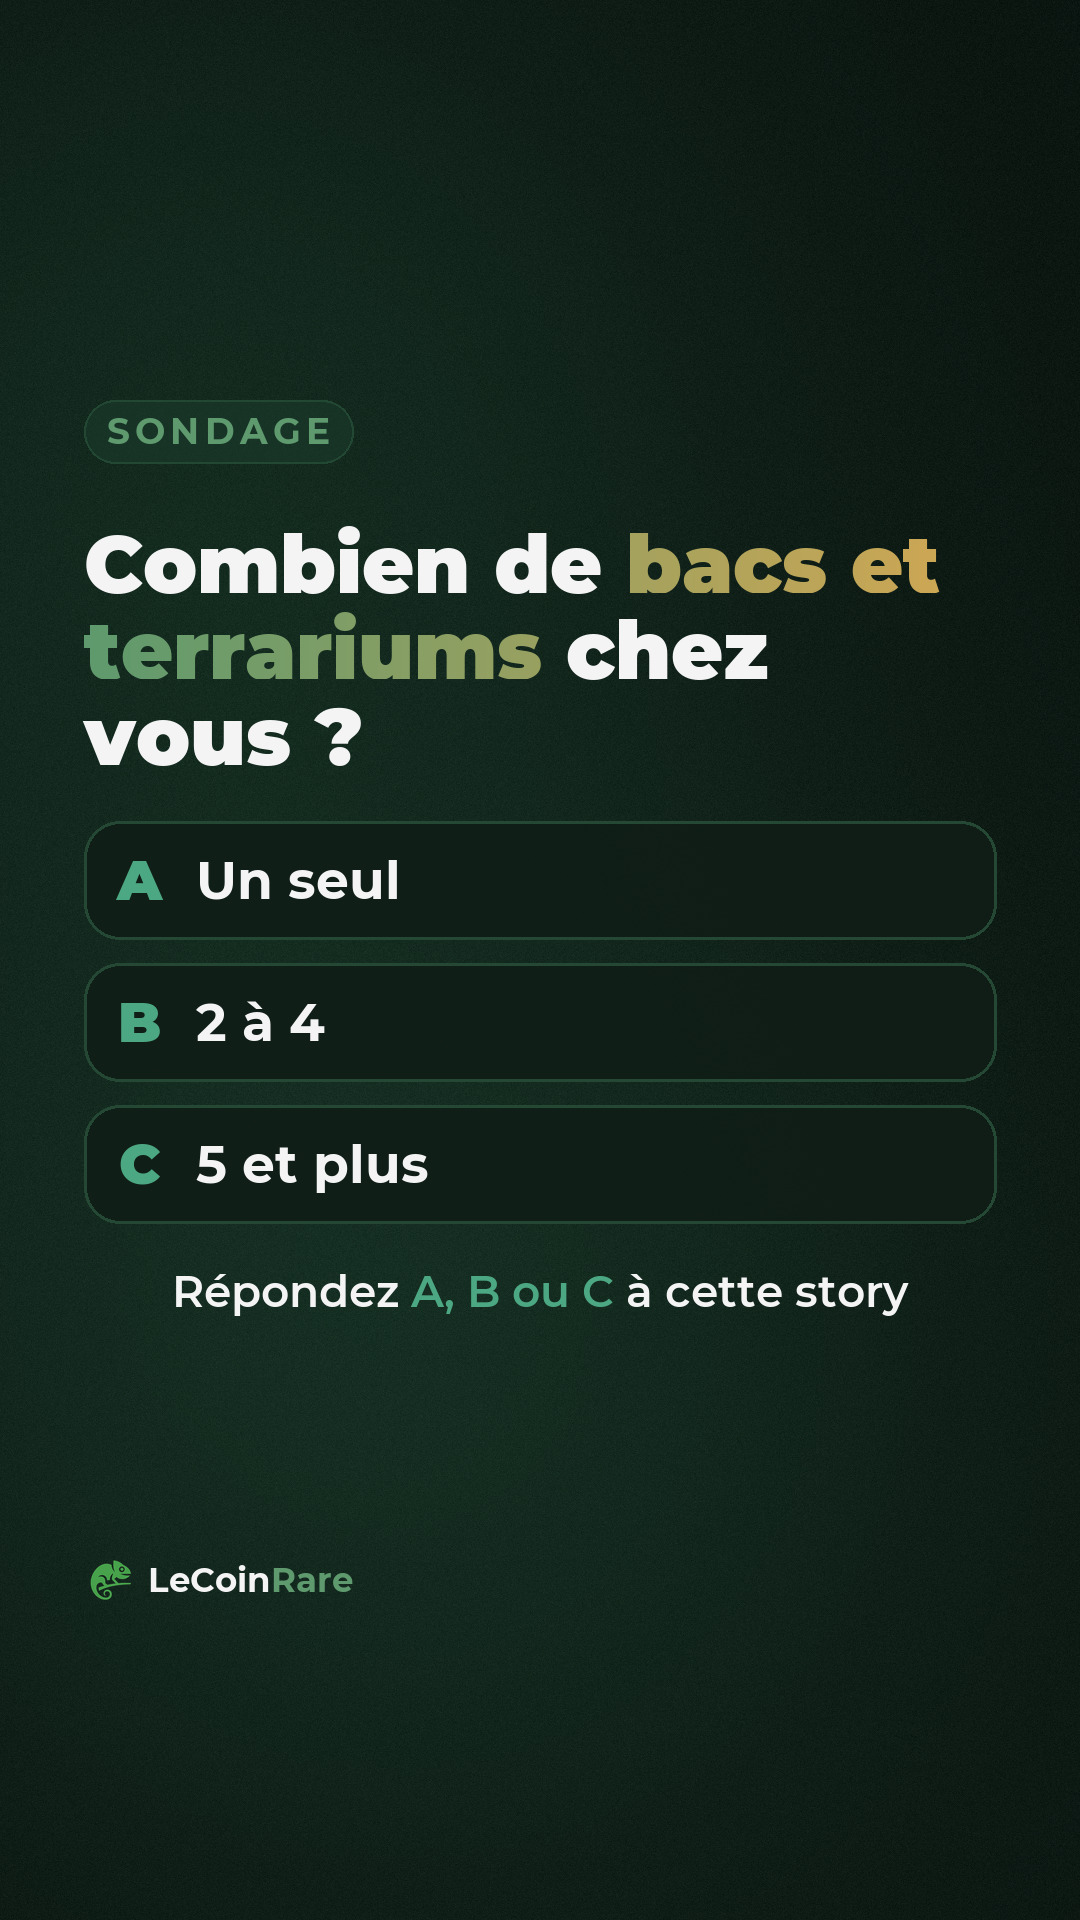 SONDAGE
Combien de bacs et
terrariums chez
vous ?
A Un seul
B 2 à 4
C 5 et plus
Répondez A, B ou C à cette story
LeCoinRare